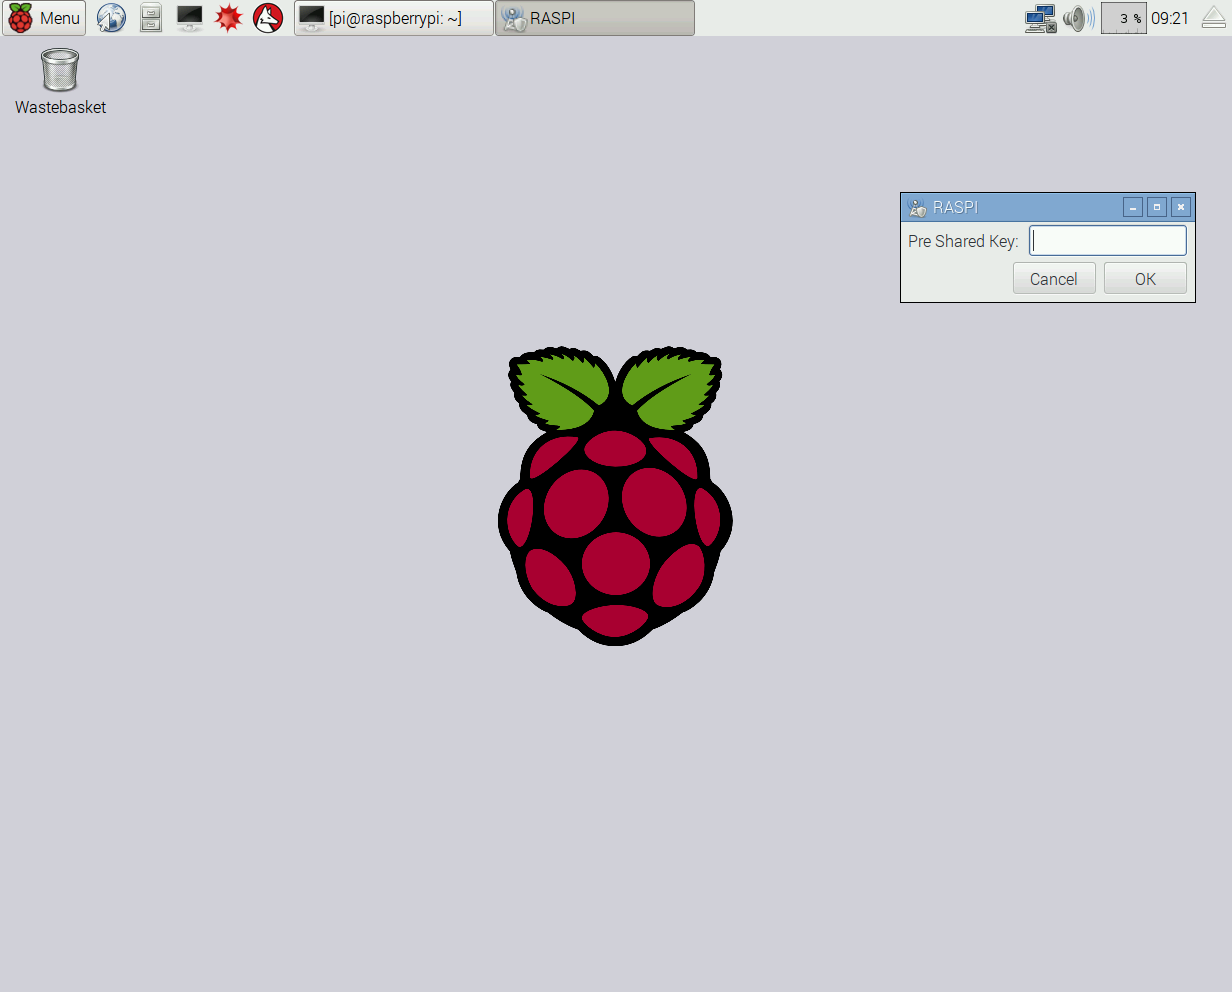 Menu
[pi@raspberrypi: ~]
RASPI
3 %
09:21
Wastebasket
RASPI
Pre Shared Key:
Cancel
OK